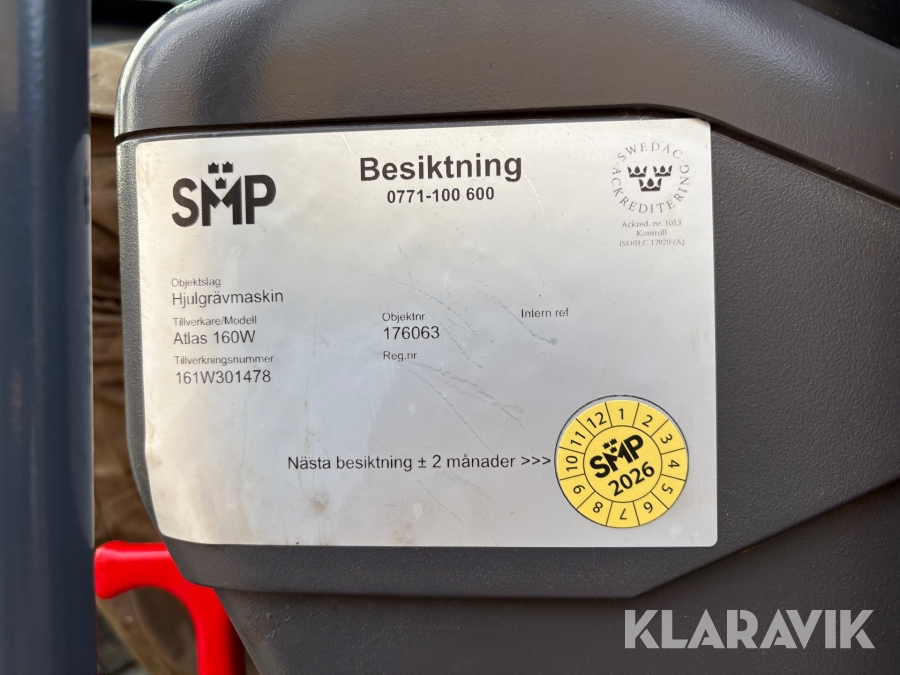 SMP
Besiktning
0771-100 600
SWEDAC
ACKREDITERING
Ackred. nr. 1013
Kontroll
ISO/IEC 17020 (A)
Objektslag
Hjulgrävmaskin
Tillverkare/Modell
Atlas 160W
Objektnr
176063
Intern ref
Tillverkningsnummer
161W301478
Reg.nr
Nästa besiktning ± 2 månader >>>
1 2 3 4 5 6 7 8 9 10 11 12
SMP
2026
KLARAVIK